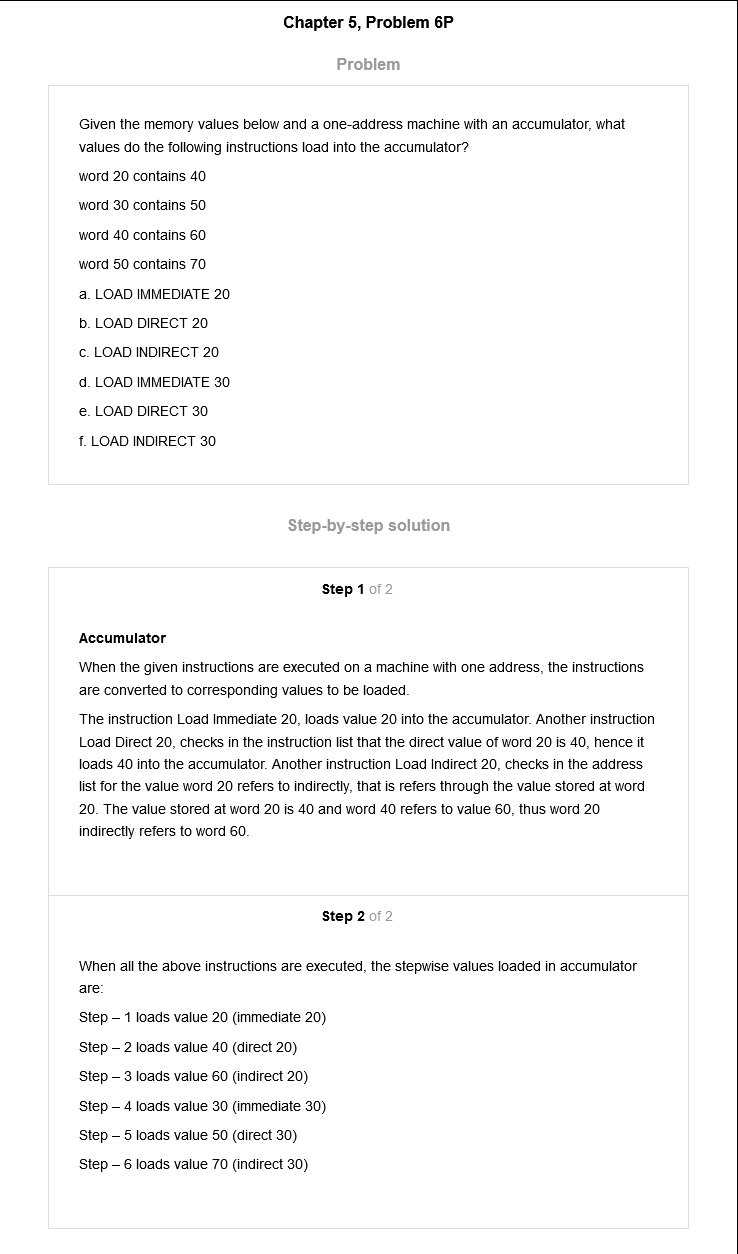 Chapter 5, Problem 6P
Problem
Given the memory values below and a one-address machine with an accumulator, what
values do the following instructions load into the accumulator?
word 20 contains 40
word 30 contains 50
word 40 contains 60
word 50 contains 70
a. LOAD IMMEDIATE 20
b. LOAD DIRECT 20
c. LOAD INDIRECT 20
d. LOAD IMMEDIATE 30
e. LOAD DIRECT 30
f. LOAD INDIRECT 30
Step-by-step solution
Step 1 of 2
Accumulator
When the given instructions are executed on a machine with one address, the instructions
are converted to corresponding values to be loaded.
The instruction Load Immediate 20, loads value 20 into the accumulator. Another instruction
Load Direct 20, checks in the instruction list that the direct value of word 20 is 40, hence it
loads 40 into the accumulator. Another instruction Load Indirect 20, checks in the address
list for the value word 20 refers to indirectly, that is refers through the value stored at word
20. The value stored at word 20 is 40 and word 40 refers to value 60, thus word 20
indirectly refers to word 60.
Step 2 of 2
When all the above instructions are executed, the stepwise values loaded in accumulator
are:
Step – 1 loads value 20 (immediate 20)
Step – 2 loads value 40 (direct 20)
Step – 3 loads value 60 (indirect 20)
Step – 4 loads value 30 (immediate 30)
Step – 5 loads value 50 (direct 30)
Step – 6 loads value 70 (indirect 30)